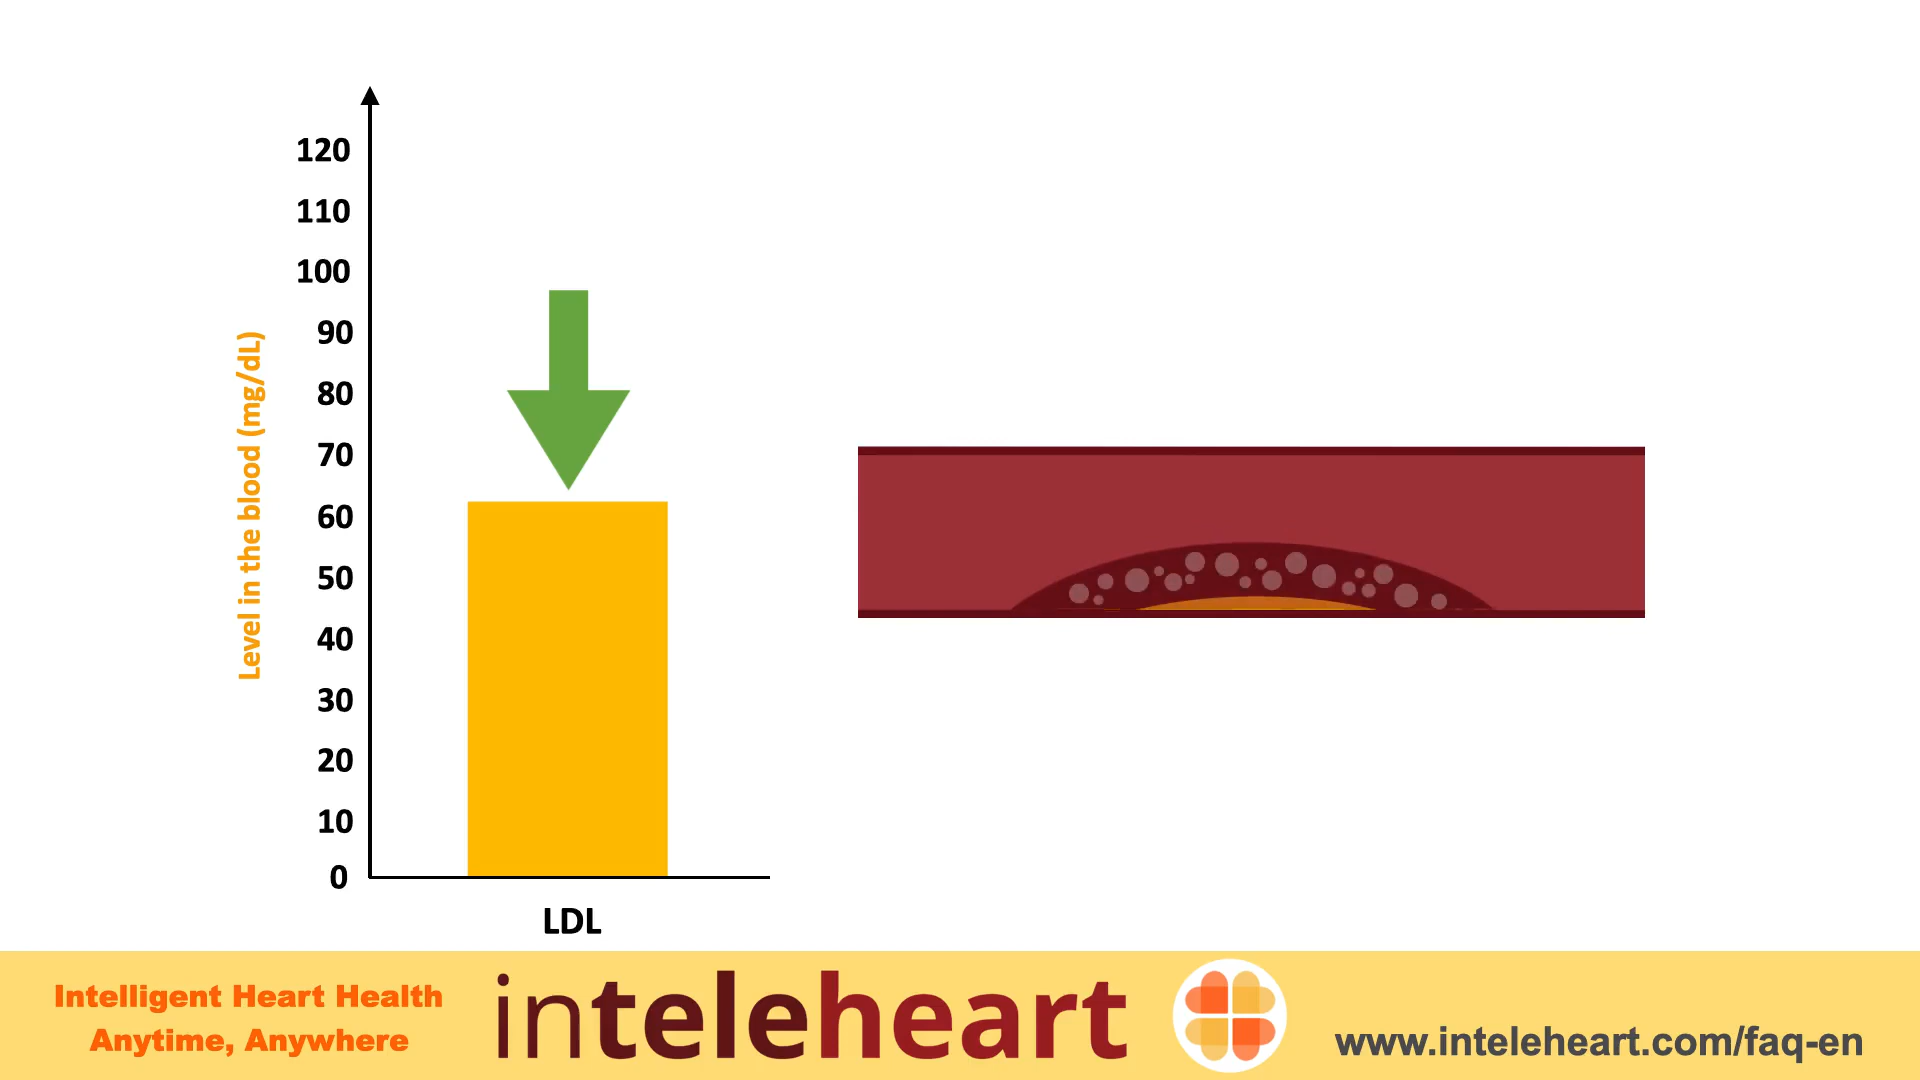 120
110
100
90
80
70
60
50
40
30
20
10
0
Level in the blood (mg/dL)
LDL
Intelligent Heart Health
Anytime, Anywhere
inteleheart
www.inteleheart.com/faq-en